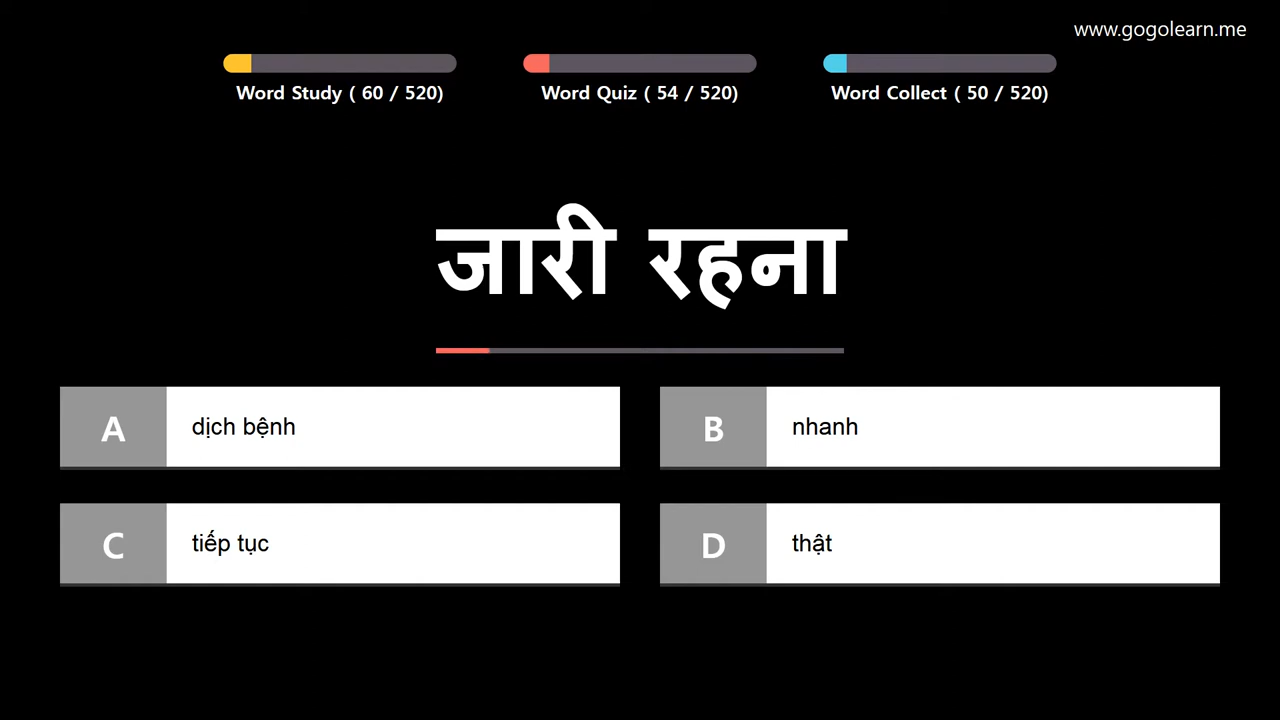 www.gogolearn.me
Word Study ( 60 / 520)
Word Quiz ( 54 / 520)
Word Collect ( 50 / 520)
जारी रहना
A dịch bệnh
B nhanh
C tiếp tục
D thật